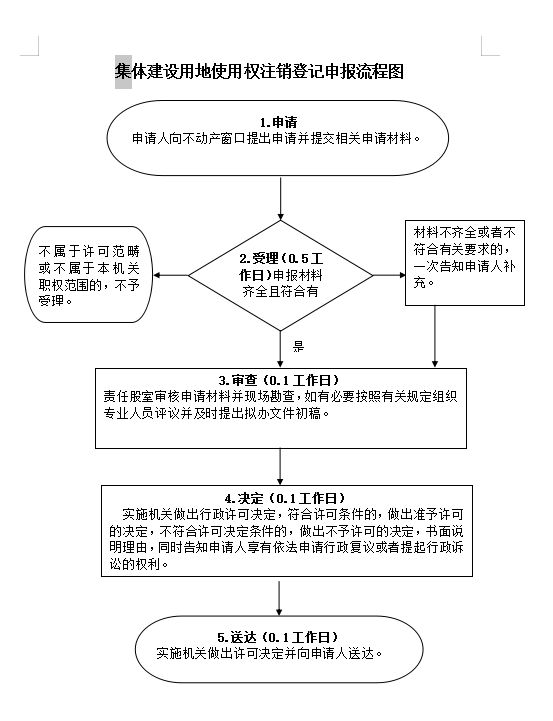 集体建设用地使用权注销登记申报流程图
1.申请
申请人向不动产窗口提出申请并提交相关申请材料。
不属于许可范畴
或不属于本机关
职权范围的，不予
受理。
2.受理（0.5工
作日）申报材料
齐全且符合有
材料不齐全或者不
符合有关要求的，
一次告知申请人补
充。
是
3.审查（0.1工作日）
责任股室审核申请材料并现场勘查，如有必要按照有关规定组织
专业人员评议并及时提出拟办文件初稿。
4.决定（0.1工作日）
实施机关做出行政许可决定，符合许可条件的，做出准予许可
的决定，不符合许可决定条件的，做出不予许可的决定，书面说
明理由，同时告知申请人享有依法申请行政复议或者提起行政诉
讼的权利。
5.送达（0.1工作日）
实施机关做出许可决定并向申请人送达。